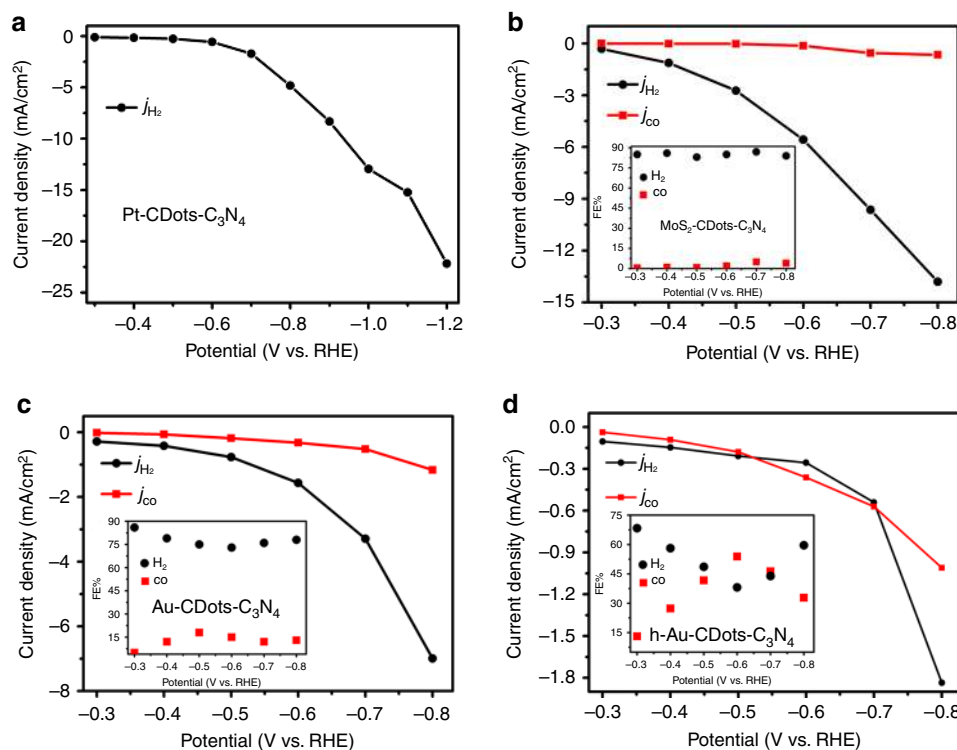 a
Current density (mA/cm²)
0
−5
−10
−15
−20
−25
j_H₂
Pt-CDots-C₃N₄
−0.4 −0.6 −0.8 −1.0 −1.2
Potential (V vs. RHE)
b
Current density (mA/cm²)
0
−3
−6
−9
−12
−15
j_H₂
j_co
FE%
90
75
60
45
30
15
0
H₂
co
MoS₂-CDots-C₃N₄
−0.3 −0.4 −0.5 −0.6 −0.7 −0.8
Potential (V vs. RHE)
−0.3 −0.4 −0.5 −0.6 −0.7 −0.8
Potential (V vs. RHE)
c
Current density (mA/cm²)
0
−2
−4
−6
−8
j_H₂
j_co
FE%
90
75
60
45
30
15
H₂
co
Au-CDots-C₃N₄
−0.3 −0.4 −0.5 −0.6 −0.7 −0.8
Potential (V vs. RHE)
−0.3 −0.4 −0.5 −0.6 −0.7 −0.8
Potential (V vs. RHE)
d
Current density (mA/cm²)
0.0
−0.3
−0.6
−0.9
−1.2
−1.5
−1.8
j_H₂
j_co
FE%
75
60
45
30
15
H₂
co
h-Au-CDots-C₃N₄
−0.3 −0.4 −0.5 −0.6 −0.7 −0.8
Potential (V vs. RHE)
−0.3 −0.4 −0.5 −0.6 −0.7 −0.8
Potential (V vs. RHE)